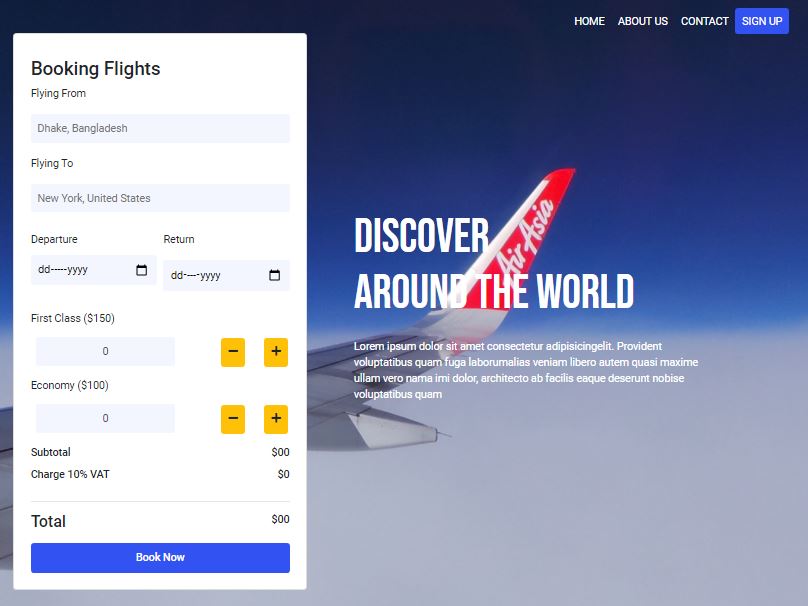 HOME ABOUT US CONTACT SIGN UP
Booking Flights
Flying From
Dhake, Bangladesh
Flying To
New York, United States
Departure Return
dd-----yyyy dd-----yyyy
First Class ($150)
0 − +
Economy ($100)
0 − +
Subtotal $00
Charge 10% VAT $0
Total $00
Book Now
DISCOVER
AROUND THE WORLD
Lorem ipsum dolor sit amet consectetur adipisicingelit. Provident
voluptatibus quam fuga laborumalias veniam libero autem quasi maxime
ullam vero nama imi dolor, architecto ab facilis eaque deserunt nobise
voluptatibus quam
Air Asia